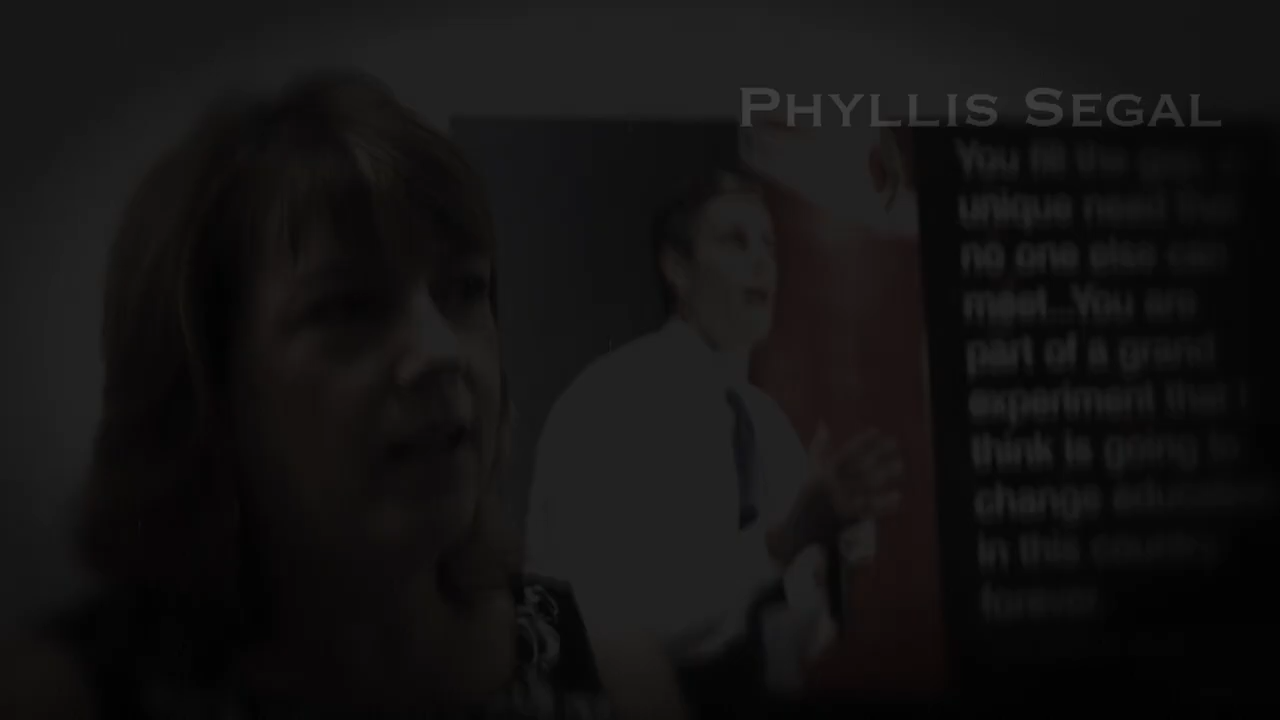 PHYLLIS SEGAL
You fill the gap, a
unique need that
no one else can
meet...You are
part of a grand
experiment that I
think is going to
change education
in this country
forever.